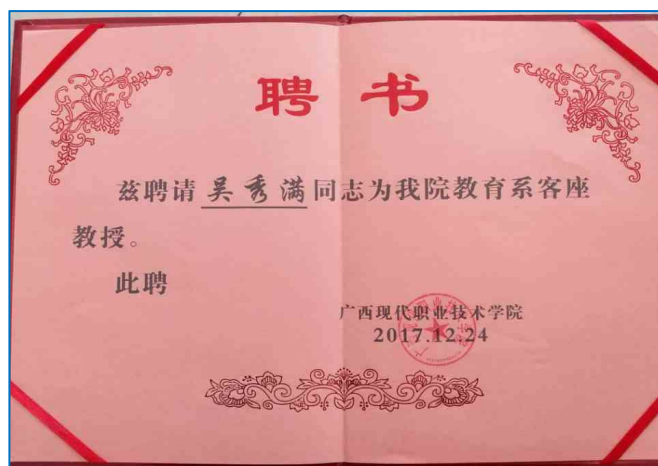 聘书
兹聘请吴秀满同志为我院教育系客座
教授。
此聘
广西现代职业技术学院
2017.12.24